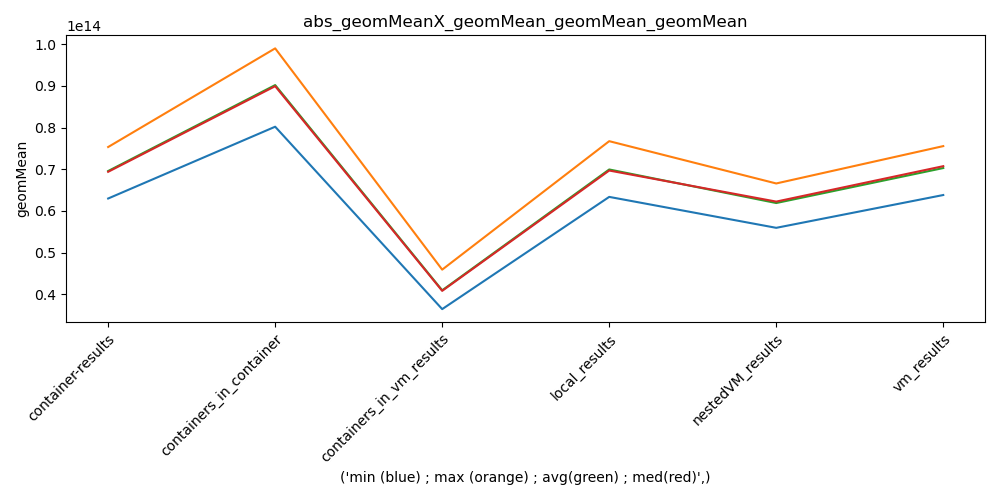 abs_geomMeanX_geomMean_geomMean_geomMean
1e14
1.0
0.9
0.8
0.7
0.6
0.5
0.4
geomMean
container-results
containers_in_container
containers_in_vm_results
local_results
nestedVM_results
vm_results
('min (blue) ; max (orange) ; avg(green) ; med(red)',)